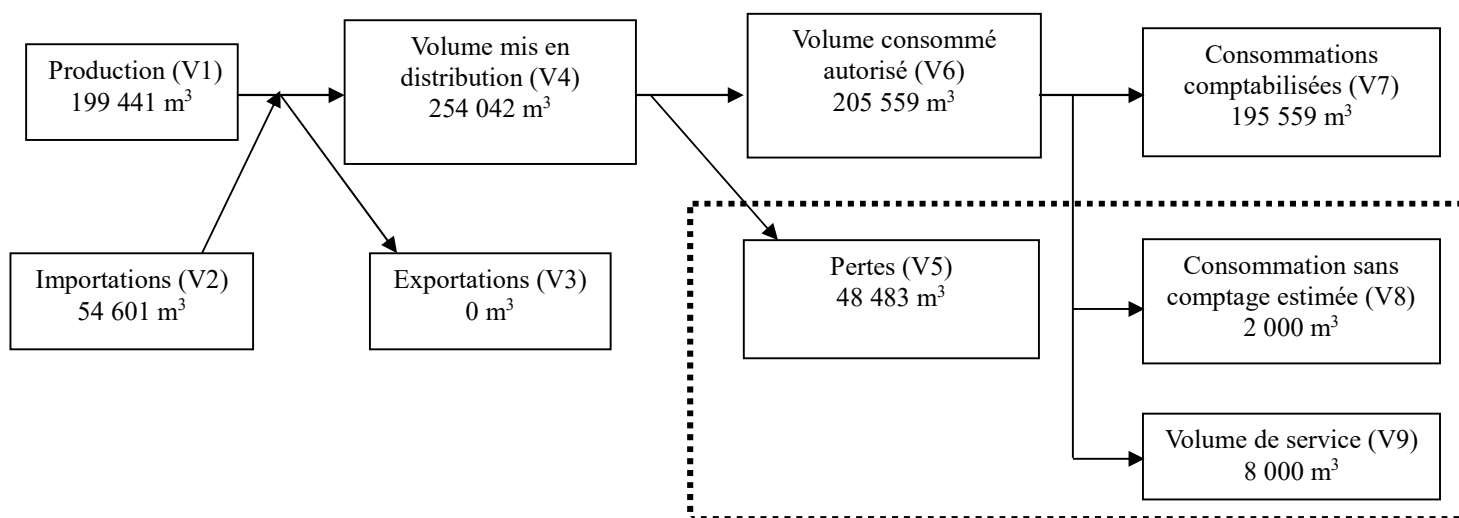 Production (V1)
199 441 m³
Volume mis en
distribution (V4)
254 042 m³
Volume consommé
autorisé (V6)
205 559 m³
Consommations
comptabilisées (V7)
195 559 m³
Importations (V2)
54 601 m³
Exportations (V3)
0 m³
Pertes (V5)
48 483 m³
Consommation sans
comptage estimée (V8)
2 000 m³
Volume de service (V9)
8 000 m³